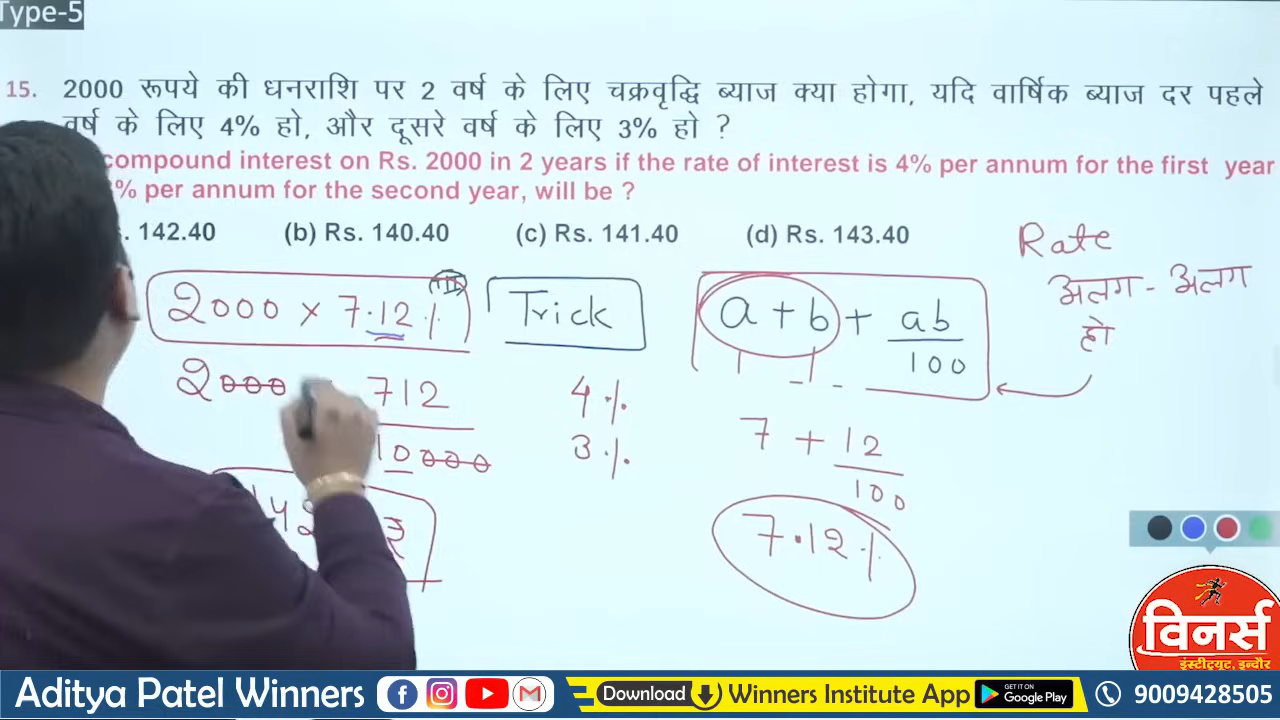 Type-5
15. 2000 रूपये की धनराशि पर 2 वर्ष के लिए चक्रवृद्धि ब्याज क्या होगा, यदि वार्षिक ब्याज दर पहले
वर्ष के लिए 4% हो, और दूसरे वर्ष के लिए 3% हो ?
compound interest on Rs. 2000 in 2 years if the rate of interest is 4% per annum for the first year
% per annum for the second year, will be ?
142.40 (b) Rs. 140.40 (c) Rs. 141.40 (d) Rs. 143.40
Rate
अलग - अलग
हो
2000 × 7.12%
Trick
a + b + ab/100
2000 712
10000
4%
3%
7 + 12/100
7.12%
विनर्स
इंस्टीट्यूट, इन्दौर
Aditya Patel Winners
Download
Winners Institute App
GET IT ON
Google Play
9009428505